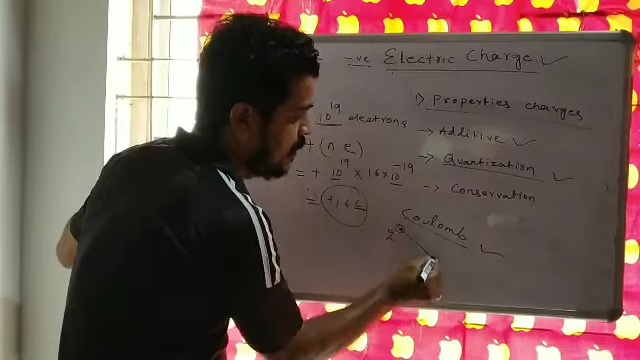 -ve Electric Charge
10^19 electrons
+ (n e)
= + 10^19 × 1.6 × 10^-19
= +1.6 C
1) Properties charges
→ Additive
→ Quantization
→ Conservation
Coulomb